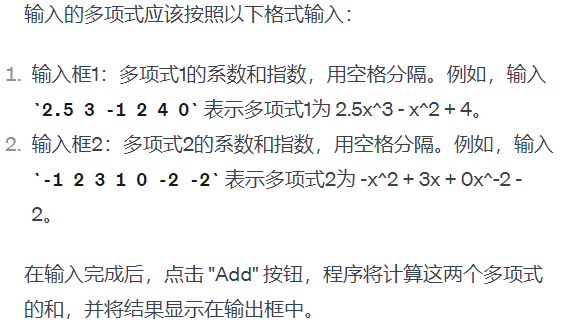 输入的多项式应该按照以下格式输入：
1. 输入框1：多项式1的系数和指数，用空格分隔。例如，输入
`2.5 3 -1 2 4 0` 表示多项式1为 2.5x^3 - x^2 + 4。
2. 输入框2：多项式2的系数和指数，用空格分隔。例如，输入
`-1 2 3 1 0 -2 -2` 表示多项式2为 -x^2 + 3x + 0x^-2 -
2。
在输入完成后，点击 "Add" 按钮，程序将计算这两个多项式
的和，并将结果显示在输出框中。